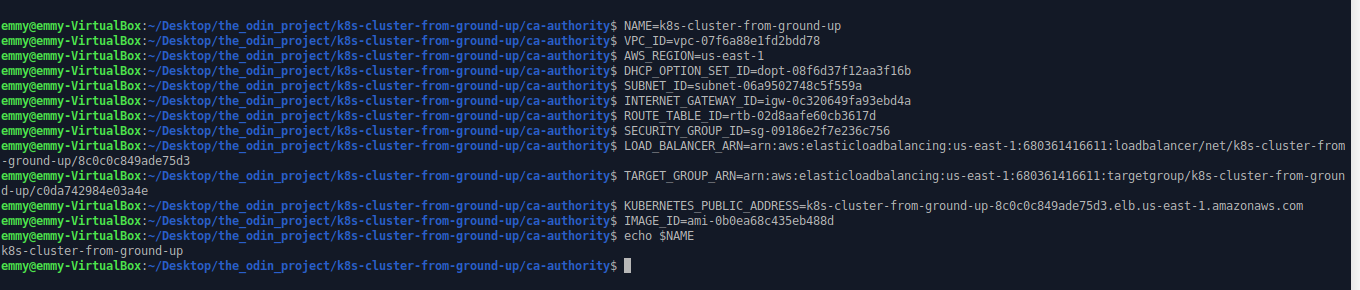 emmy@emmy-VirtualBox:~/Desktop/the_odin_project/k8s-cluster-from-ground-up/ca-authority$ NAME=k8s-cluster-from-ground-up
emmy@emmy-VirtualBox:~/Desktop/the_odin_project/k8s-cluster-from-ground-up/ca-authority$ VPC_ID=vpc-07f6a88e1fd2bdd78
emmy@emmy-VirtualBox:~/Desktop/the_odin_project/k8s-cluster-from-ground-up/ca-authority$ AWS_REGION=us-east-1
emmy@emmy-VirtualBox:~/Desktop/the_odin_project/k8s-cluster-from-ground-up/ca-authority$ DHCP_OPTION_SET_ID=dopt-08f6d37f12aa3f16b
emmy@emmy-VirtualBox:~/Desktop/the_odin_project/k8s-cluster-from-ground-up/ca-authority$ SUBNET_ID=subnet-06a9502748c5f559a
emmy@emmy-VirtualBox:~/Desktop/the_odin_project/k8s-cluster-from-ground-up/ca-authority$ INTERNET_GATEWAY_ID=igw-0c320649fa93ebd4a
emmy@emmy-VirtualBox:~/Desktop/the_odin_project/k8s-cluster-from-ground-up/ca-authority$ ROUTE_TABLE_ID=rtb-02d8aafe60cb3617d
emmy@emmy-VirtualBox:~/Desktop/the_odin_project/k8s-cluster-from-ground-up/ca-authority$ SECURITY_GROUP_ID=sg-09186e2f7e236c756
emmy@emmy-VirtualBox:~/Desktop/the_odin_project/k8s-cluster-from-ground-up/ca-authority$ LOAD_BALANCER_ARN=arn:aws:elasticloadbalancing:us-east-1:680361416611:loadbalancer/net/k8s-cluster-from
-ground-up/8c0c0c849ade75d3
emmy@emmy-VirtualBox:~/Desktop/the_odin_project/k8s-cluster-from-ground-up/ca-authority$ TARGET_GROUP_ARN=arn:aws:elasticloadbalancing:us-east-1:680361416611:targetgroup/k8s-cluster-from-groun
d-up/c0da742984e03a4e
emmy@emmy-VirtualBox:~/Desktop/the_odin_project/k8s-cluster-from-ground-up/ca-authority$ KUBERNETES_PUBLIC_ADDRESS=k8s-cluster-from-ground-up-8c0c0c849ade75d3.elb.us-east-1.amazonaws.com
emmy@emmy-VirtualBox:~/Desktop/the_odin_project/k8s-cluster-from-ground-up/ca-authority$ IMAGE_ID=ami-0b0ea68c435eb488d
emmy@emmy-VirtualBox:~/Desktop/the_odin_project/k8s-cluster-from-ground-up/ca-authority$ echo $NAME
k8s-cluster-from-ground-up
emmy@emmy-VirtualBox:~/Desktop/the_odin_project/k8s-cluster-from-ground-up/ca-authority$